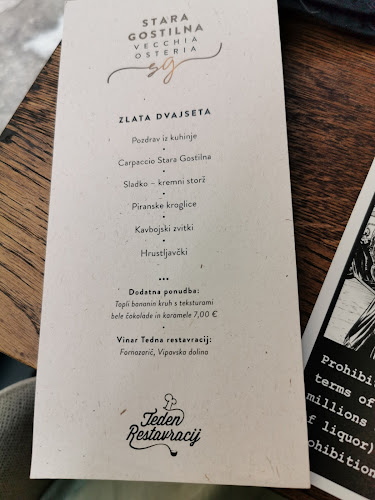 STARA
GOSTILNA
VECCHIA
OSTERIA
sg
ZLATA DVAJSETA
Pozdrav iz kuhinje
•
Carpaccio Stara Gostilna
•
Sladko – kremni storž
•
Piranske kroglice
•
Kavbojski zvitki
•
Hrustljavčki
•••
Dodatna ponudba:
Topli bananin kruh s teksturami
bele čokolade in karamele 7,00 €
•
Vinar Tedna restavracij:
Fornazarič, Vipavska dolina
Teden
Restavracij
Prohibit
terms of
millions
f liquor)
ohibition